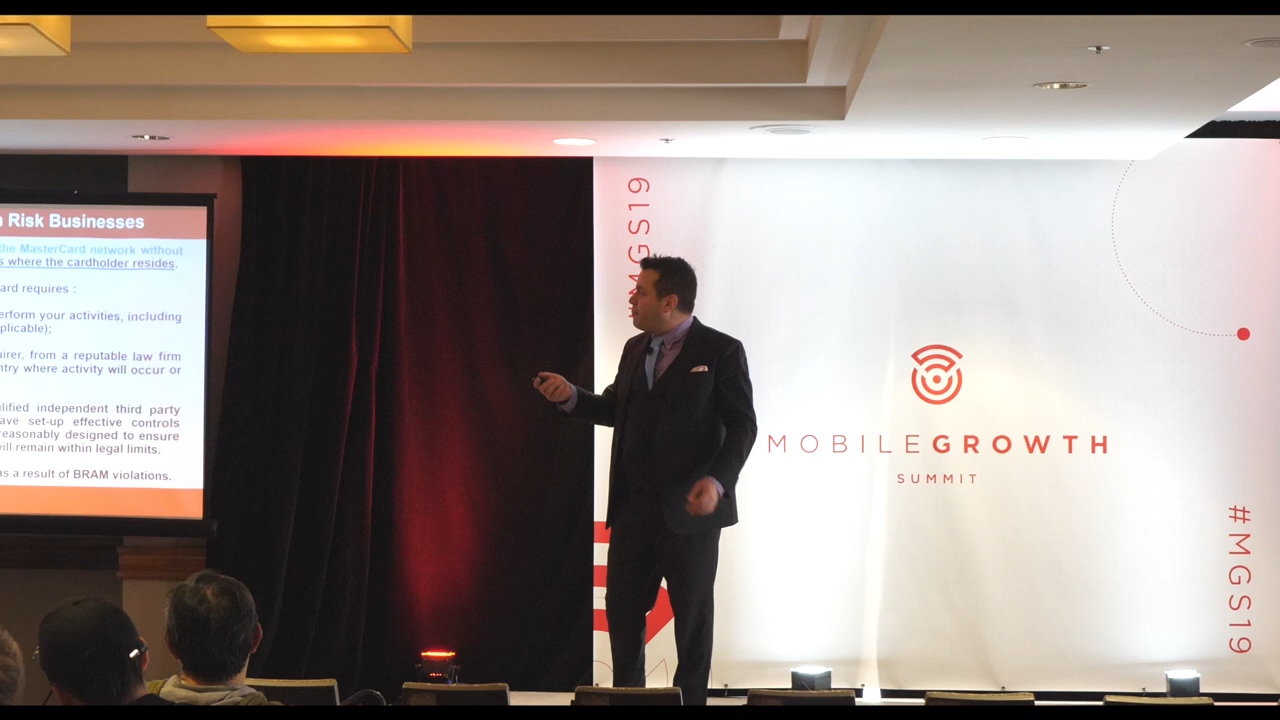 Risk Businesses
the MasterCard network without
s where the cardholder resides.
ard requires :
erform your activities, including
plicable);
uirer, from a reputable law firm
ntry where activity will occur or
lified independent third party
ave set-up effective controls
reasonably designed to ensure
will remain within legal limits.
as a result of BRAM violations.
#MGS19
MOBILEGROWTH
SUMMIT
#MGS19